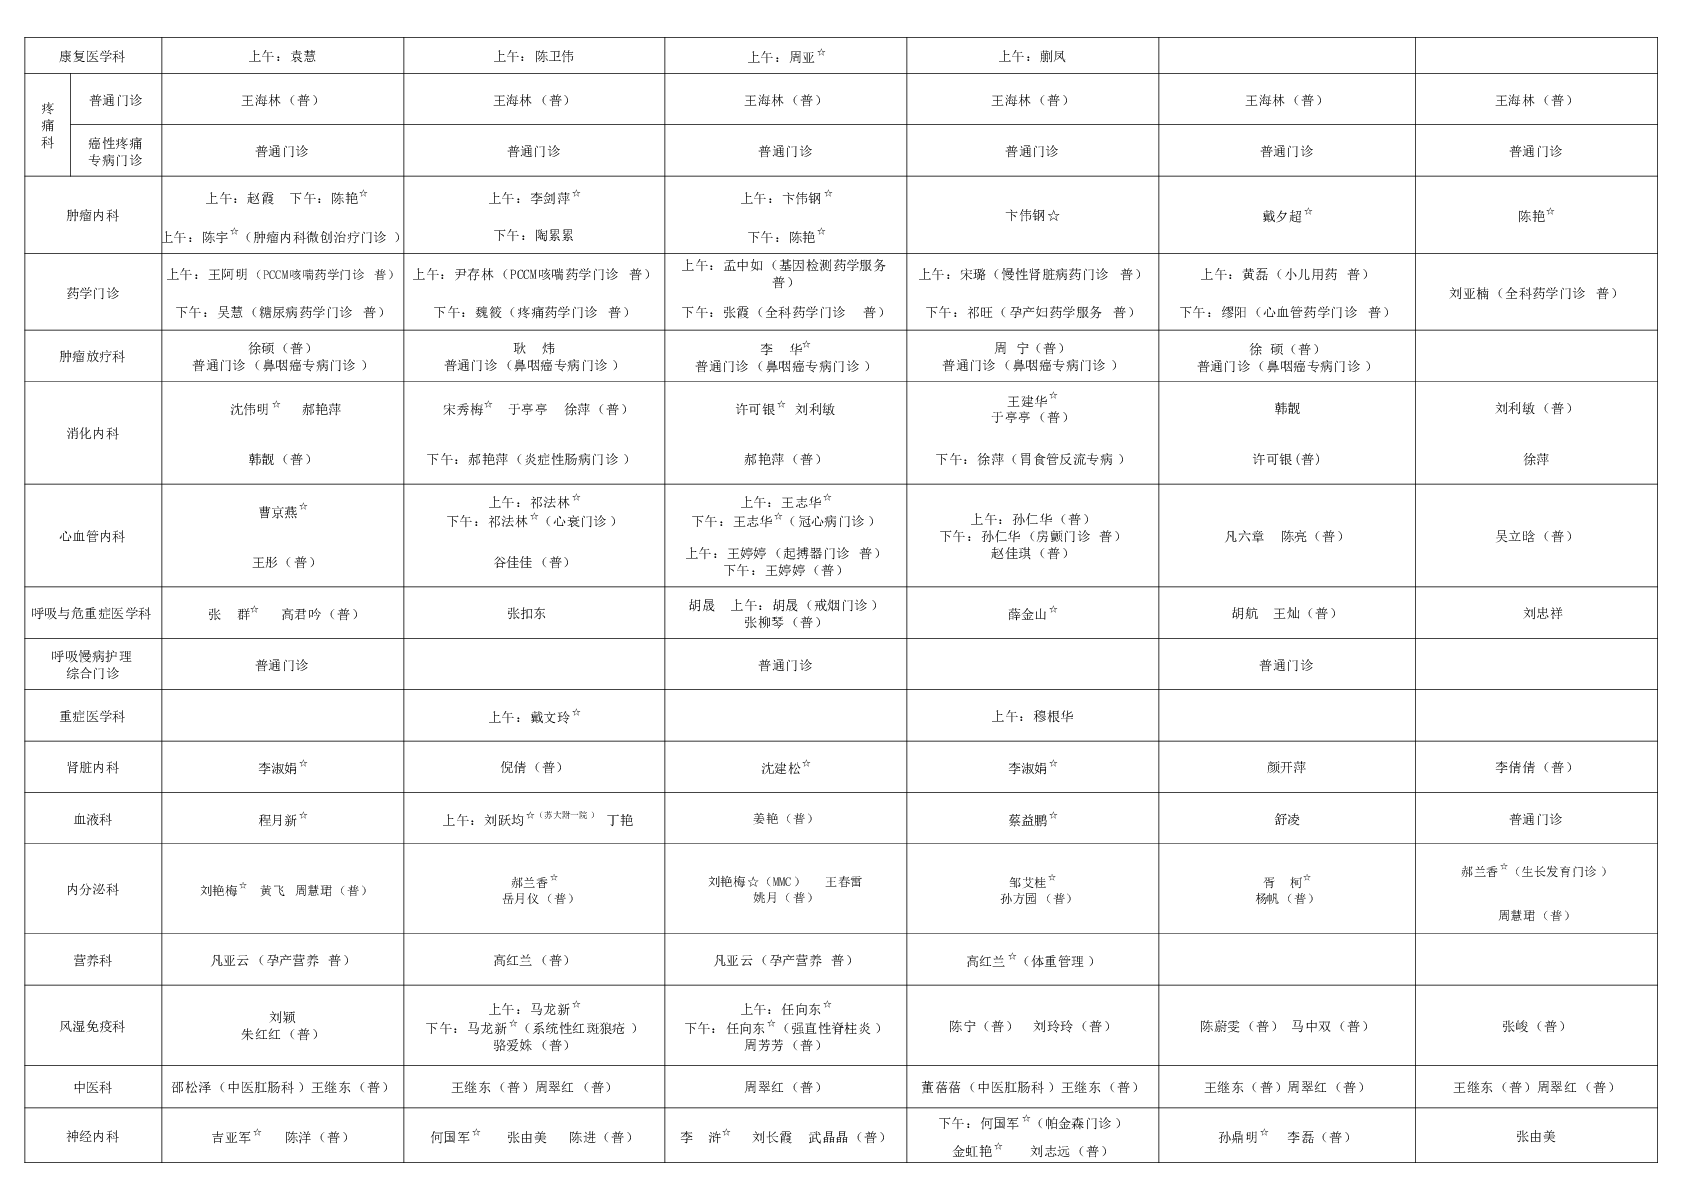 康复医学科 上午：袁慧 上午：陈卫伟 上午：周亚☆ 上午：蒯凤
疼痛科 普通门诊 王海林（普） 王海林（普） 王海林（普） 王海林（普） 王海林（普） 王海林（普）
癌性疼痛
专病门诊 普通门诊 普通门诊 普通门诊 普通门诊 普通门诊 普通门诊
肿瘤内科 上午：赵霞 下午：陈艳☆
上午：陈宇☆（肿瘤内科微创治疗门诊）
上午：李剑萍☆
下午：陶累累
上午：卞伟钢☆
下午：陈艳☆
卞伟钢☆ 戴夕超☆ 陈艳☆
药学门诊 上午：王阿明（PCCM咳喘药学门诊 普）
下午：吴慧（糖尿病药学门诊 普）
上午：尹存林（PCCM咳喘药学门诊 普）
下午：魏筱（疼痛药学门诊 普）
上午：孟中如（基因检测药学服务
普）
下午：张霞（全科药学门诊 普）
上午：宋璐（慢性肾脏病药门诊 普）
下午：祁旺（孕产妇药学服务 普）
上午：黄磊（小儿用药 普）
下午：缪阳（心血管药学门诊 普）
刘亚楠（全科药学门诊 普）
肿瘤放疗科 徐硕（普）
普通门诊（鼻咽癌专病门诊）
耿 炜
普通门诊（鼻咽癌专病门诊）
李 华☆
普通门诊（鼻咽癌专病门诊）
周 宁（普）
普通门诊（鼻咽癌专病门诊）
徐 硕（普）
普通门诊（鼻咽癌专病门诊）
消化内科 沈伟明☆ 郝艳萍
韩靓（普）
宋秀梅☆ 于亭亭 徐萍（普）
下午：郝艳萍（炎症性肠病门诊）
许可银☆ 刘利敏
郝艳萍（普）
王建华☆
于亭亭（普）
下午：徐萍（胃食管反流专病）
韩靓
许可银(普)
刘利敏（普）
徐萍
心血管内科 曹京燕☆
王彤（普）
上午：祁法林☆
下午：祁法林☆（心衰门诊）
谷佳佳（普）
上午：王志华☆
下午：王志华☆（冠心病门诊）
上午：王婷婷（起搏器门诊 普）
下午：王婷婷（普）
上午：孙仁华（普）
下午：孙仁华（房颤门诊 普）
赵佳琪（普）
凡六章 陈亮（普） 吴立晗（普）
呼吸与危重症医学科 张 群☆ 高君吟（普） 张扣东 胡晟 上午：胡晟（戒烟门诊）
张柳琴（普）
薛金山☆ 胡航 王灿（普） 刘忠祥
呼吸慢病护理
综合门诊 普通门诊 普通门诊 普通门诊
重症医学科 上午：戴文玲☆ 上午：穆根华
肾脏内科 李淑娟☆ 倪倩（普） 沈建松☆ 李淑娟☆ 颜开萍 李倩倩（普）
血液科 程月新☆ 上午：刘跃均☆（苏大附一院） 丁艳 姜艳（普） 蔡益鹏☆ 舒凌 普通门诊
内分泌科 刘艳梅☆ 黄飞 周慧珺（普） 郝兰香☆
岳月仪（普）
刘艳梅☆（MMC） 王春雷
姚月（普）
邹艾桂☆
孙方园（普）
胥 柯☆
杨帆（普）
郝兰香☆（生长发育门诊）
周慧珺（普）
营养科 凡亚云（孕产营养 普） 高红兰（普） 凡亚云（孕产营养 普） 高红兰☆（体重管理）
风湿免疫科 刘颖
朱红红（普）
上午：马龙新☆
下午：马龙新☆（系统性红斑狼疮）
骆爱姝（普）
上午：任向东☆
下午：任向东☆（强直性脊柱炎）
周芳芳（普）
陈宁（普） 刘玲玲（普） 陈蔚雯（普） 马中双（普） 张峻（普）
中医科 邵松泽（中医肛肠科）王继东（普） 王继东（普）周翠红（普） 周翠红（普） 董蓓蓓（中医肛肠科）王继东（普） 王继东（普）周翠红（普） 王继东（普）周翠红（普）
神经内科 吉亚军☆ 陈洋（普） 何国军☆ 张由美 陈进（普） 李 浒☆ 刘长霞 武晶晶（普） 下午：何国军☆（帕金森门诊）
金虹艳☆ 刘志远（普）
孙鼎明☆ 李磊（普） 张由美